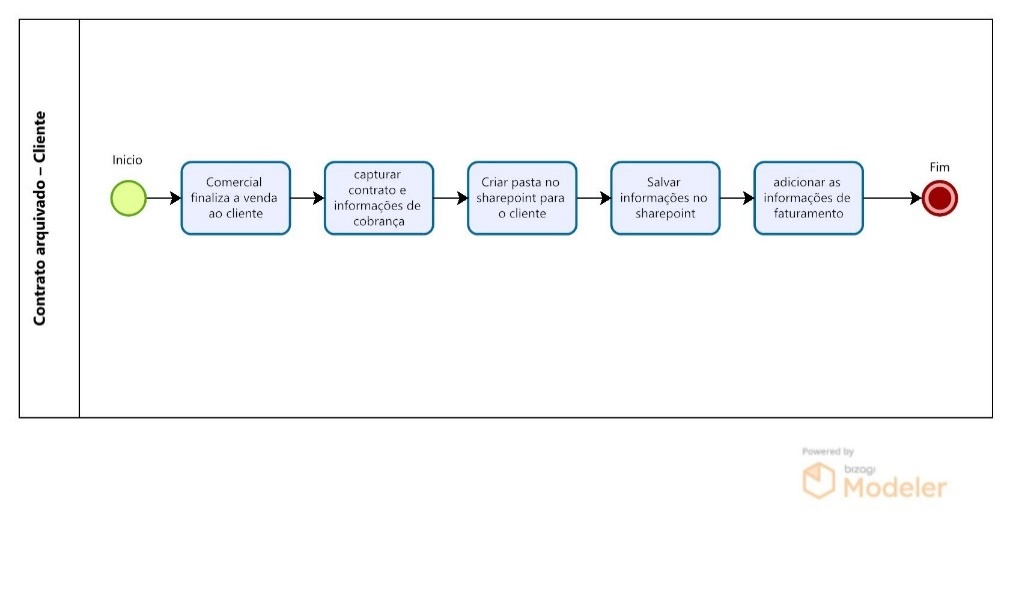 Contrato arquivado – Cliente
Inicio
Comercial
finaliza a venda
ao cliente
capturar
contrato e
informações de
cobrança
Criar pasta no
sharepoint para
o cliente
Salvar
informações no
sharepoint
adicionar as
informações de
faturamento
Fim
Powered by
bizagi
Modeler